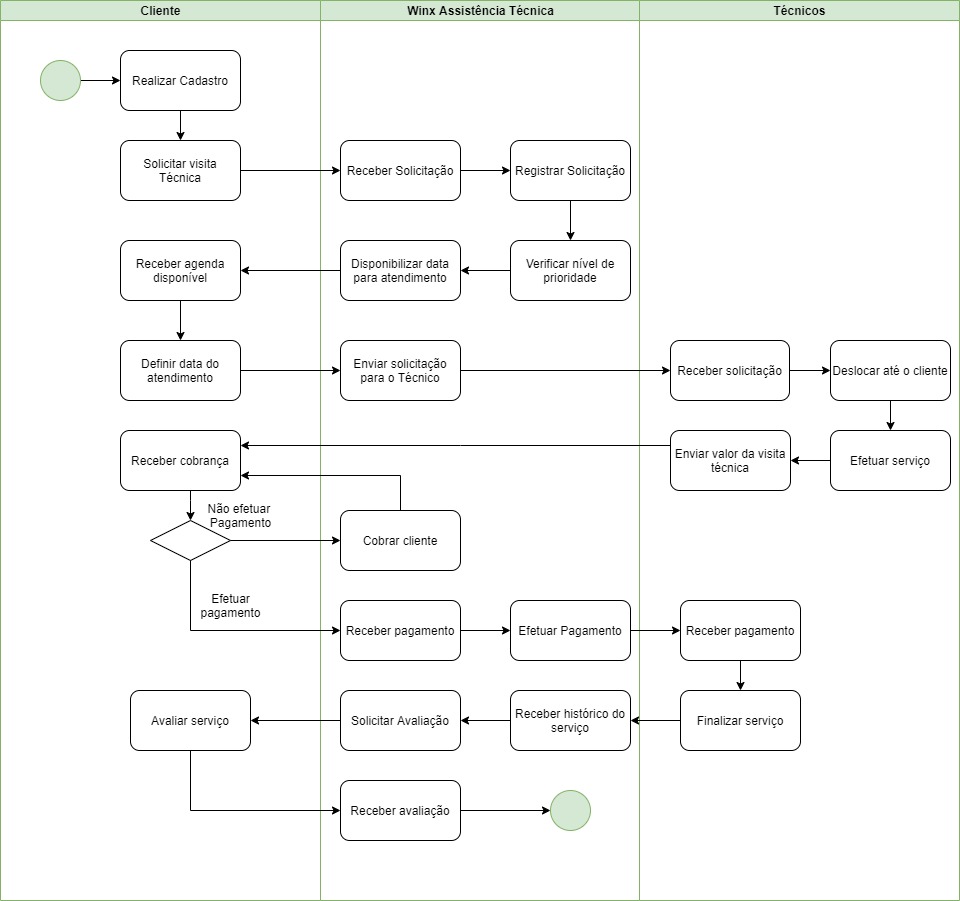 Cliente
Winx Assistência Técnica
Técnicos
Realizar Cadastro
Solicitar visita
Técnica
Receber Solicitação
Registrar Solicitação
Receber agenda
disponível
Disponibilizar data
para atendimento
Verificar nível de
prioridade
Definir data do
atendimento
Enviar solicitação
para o Técnico
Receber solicitação
Deslocar até o cliente
Receber cobrança
Enviar valor da visita
técnica
Efetuar serviço
Não efetuar
Pagamento
Cobrar cliente
Efetuar
pagamento
Receber pagamento
Efetuar Pagamento
Receber pagamento
Avaliar serviço
Solicitar Avaliação
Receber histórico do
serviço
Finalizar serviço
Receber avaliação